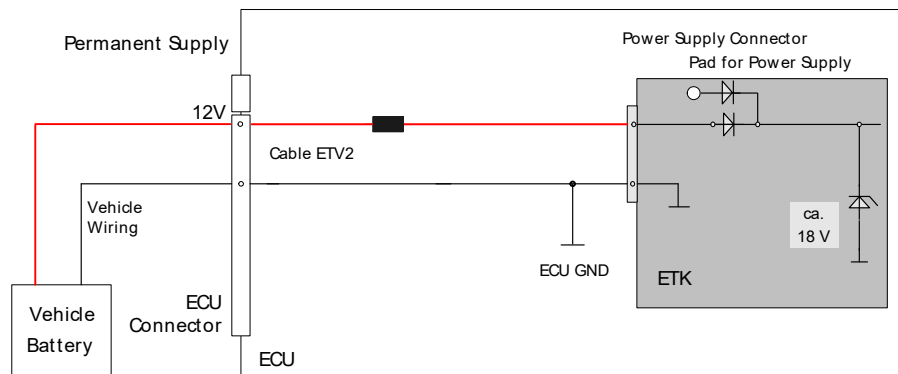 Permanent Supply
Power Supply Connector
Pad for Power Supply
12V
Cable ETV2
Vehicle
Wiring
ca.
18 V
ECU GND
ETK
ECU
Connector
Vehicle
Battery
ECU